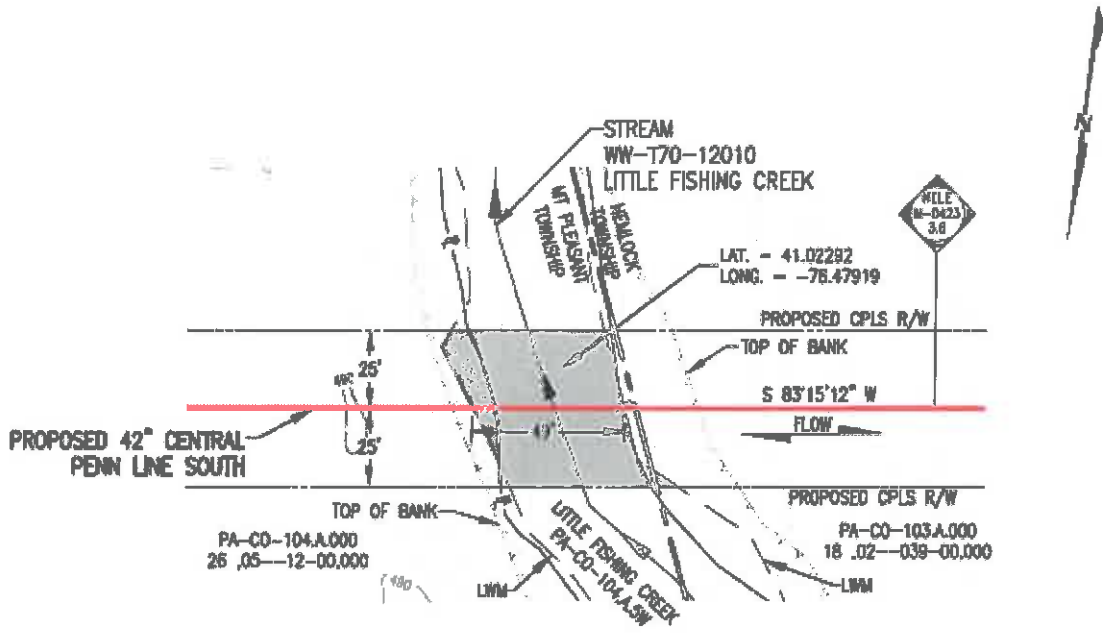 STREAM
WW-T70-12010
LITTLE FISHING CREEK
N
MT PLEASANT
TOWNSHIP
HEMLOCK
TOWNSHIP
MILE
M-0423
3.6
LAT. = 41.02292
LONG. = -76.47919
PROPOSED CPLS R/W
TOP OF BANK
25'
S 83°15'12" W
FLOW
PROPOSED 42" CENTRAL
PENN LINE SOUTH
25'
PROPOSED CPLS R/W
TOP OF BANK
PA-CO-104.A.000
26 ,05--12-00,000
LITTLE FISHING CREEK
PA-CO-104.A.SW
PA-CO-103.A.000
18 ,02--039-00,000
LWM
LWM
480